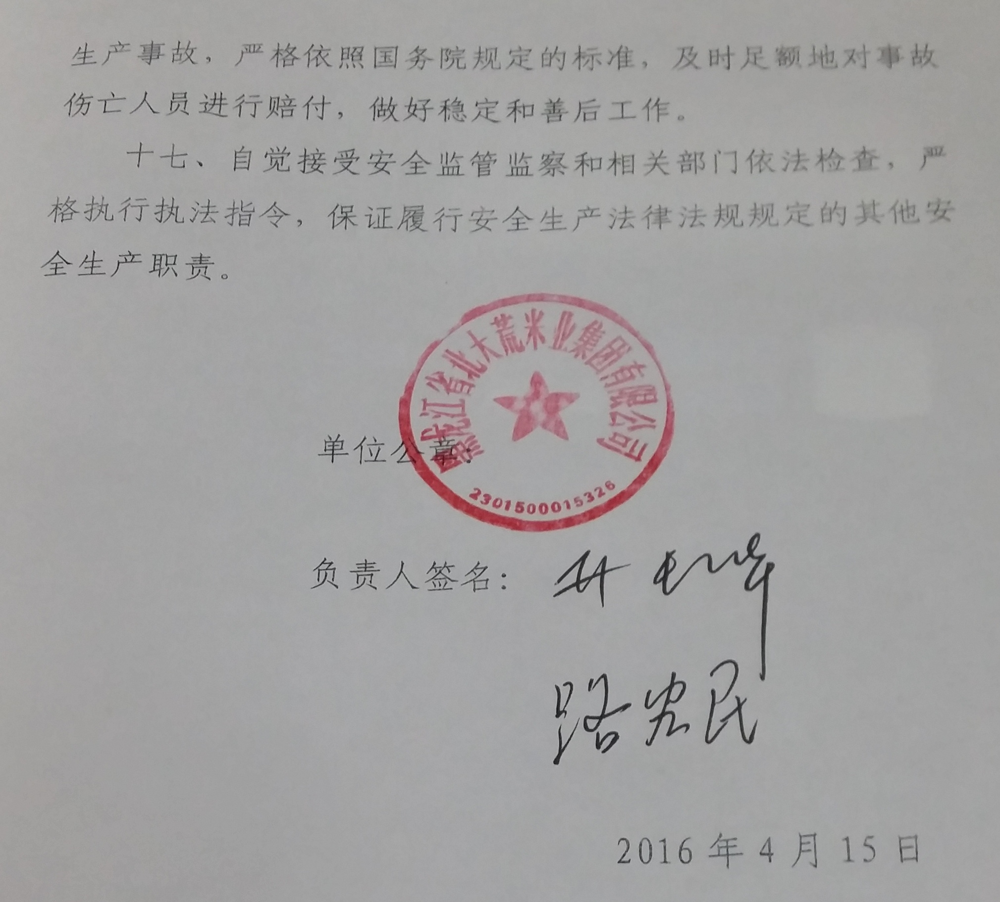 生产事故，严格依照国务院规定的标准，及时足额地对事故
伤亡人员进行赔付，做好稳定和善后工作。
十七、自觉接受安全监管监察和相关部门依法检查，严
格执行执法指令，保证履行安全生产法律法规规定的其他安
全生产职责。
黑龙江省北大荒米业集团有限公司
单位公章：
2301500015326
负责人签名：
路宏民
2016 年 4 月 15 日